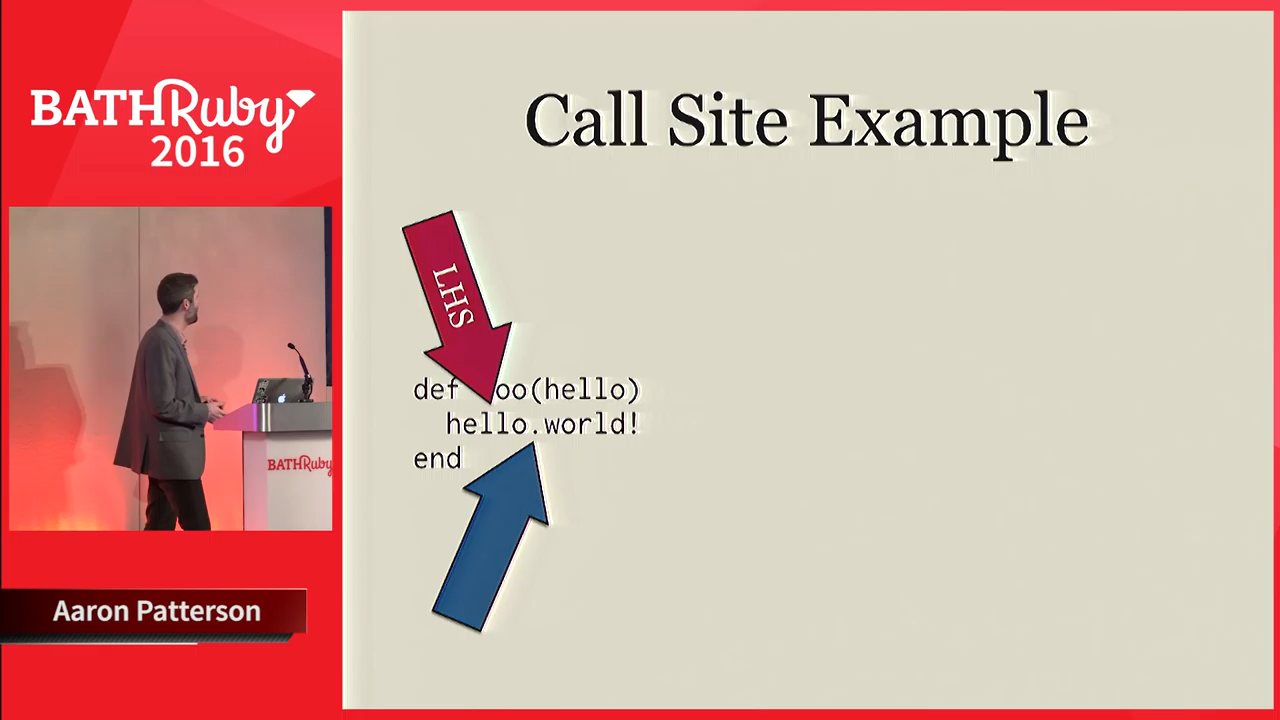 BATHRuby
2016
Call Site Example
LHS
def oo(hello)
hello.world!
end
BATHRuby
Aaron Patterson